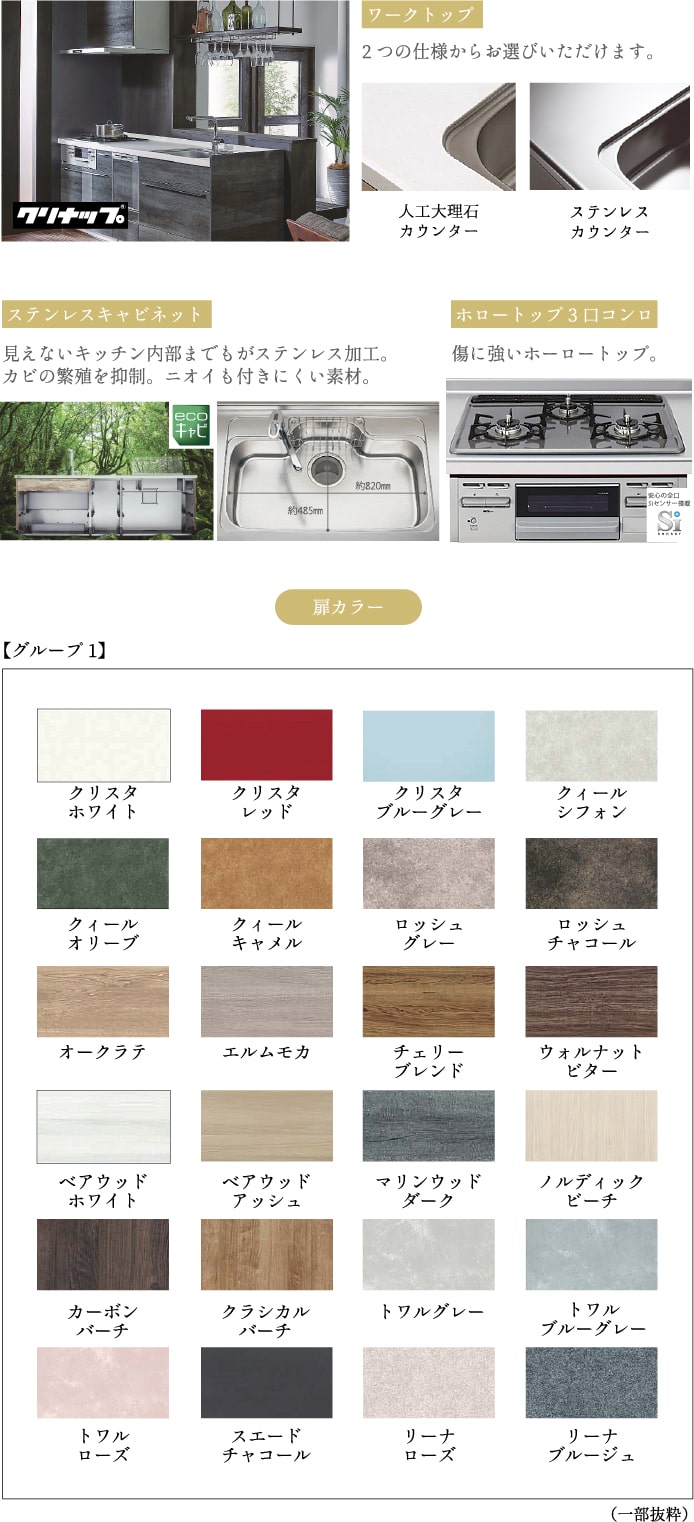 クリナップ
ワークトップ
2つの仕様からお選びいただけます。
人工大理石
カウンター
ステンレス
カウンター
ステンレスキャビネット
見えないキッチン内部までもがステンレス加工。
カビの繁殖を抑制。ニオイも付きにくい素材。
eco
キャビ
約820㎜
約485㎜
ホロートップ3口コンロ
傷に強いホーロートップ。
安心の全口
Siセンサー搭載
Si
sensor
扉カラー
【グループ1】
クリスタ
ホワイト
クリスタ
レッド
クリスタ
ブルーグレー
クィール
シフォン
クィール
オリーブ
クィール
キャメル
ロッシュ
グレー
ロッシュ
チャコール
オークラテ
エルムモカ
チェリー
ブレンド
ウォルナット
ビター
ベアウッド
ホワイト
ベアウッド
アッシュ
マリンウッド
ダーク
ノルディック
ビーチ
カーボン
バーチ
クラシカル
バーチ
トワルグレー
トワル
ブルーグレー
トワル
ローズ
スエード
チャコール
リーナ
ローズ
リーナ
ブルージュ
（一部抜粋）